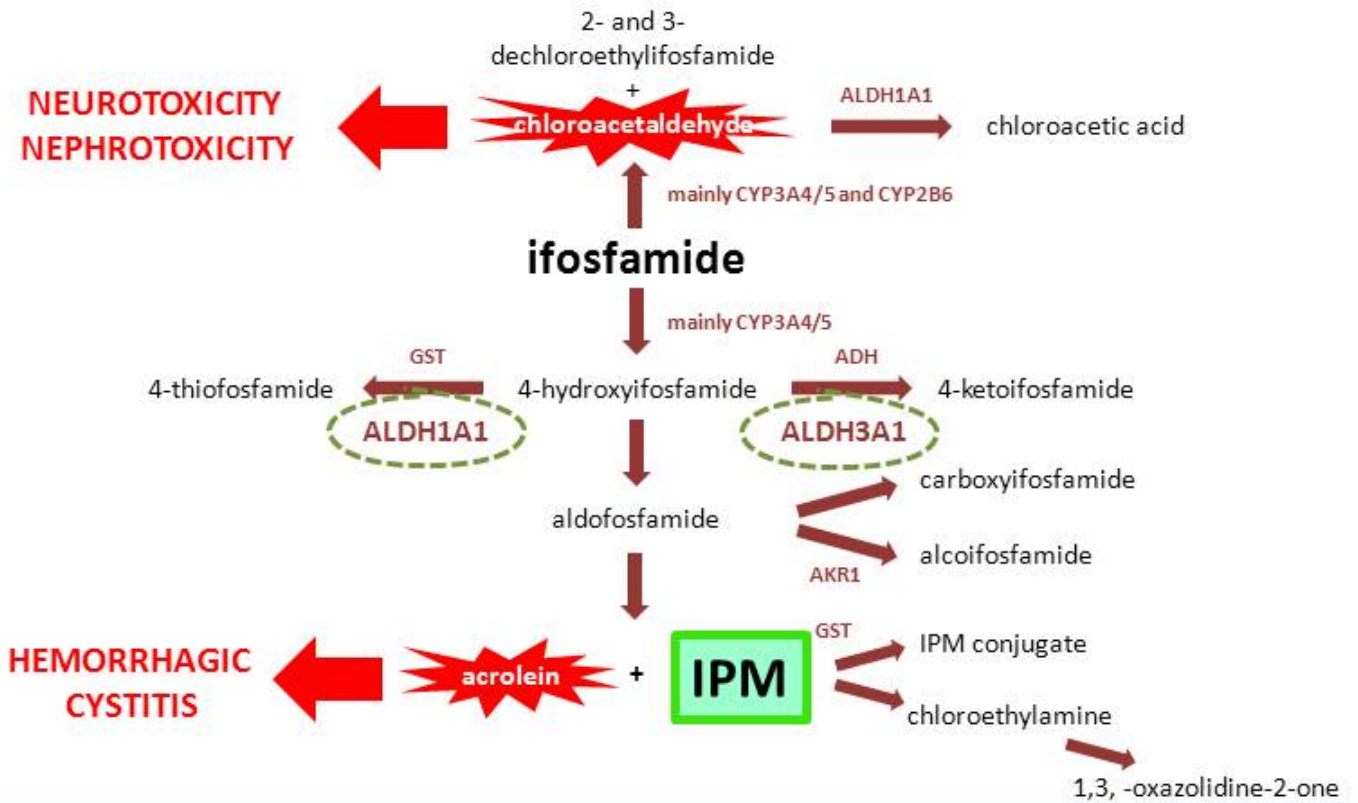 2- and 3-
dechloroethylifosfamide
+
NEUROTOXICITY
NEPHROTOXICITY
chloroacetaldehyde
ALDH1A1
chloroacetic acid
mainly CYP3A4/5 and CYP2B6
ifosfamide
mainly CYP3A4/5
GST
ADH
4-thiofosfamide
4-hydroxyifosfamide
4-ketoifosfamide
ALDH1A1
ALDH3A1
carboxyifosfamide
aldofosfamide
alcoifosfamide
AKR1
GST
HEMORRHAGIC
CYSTITIS
acrolein
+
IPM
IPM conjugate
chloroethylamine
1,3, -oxazolidine-2-one